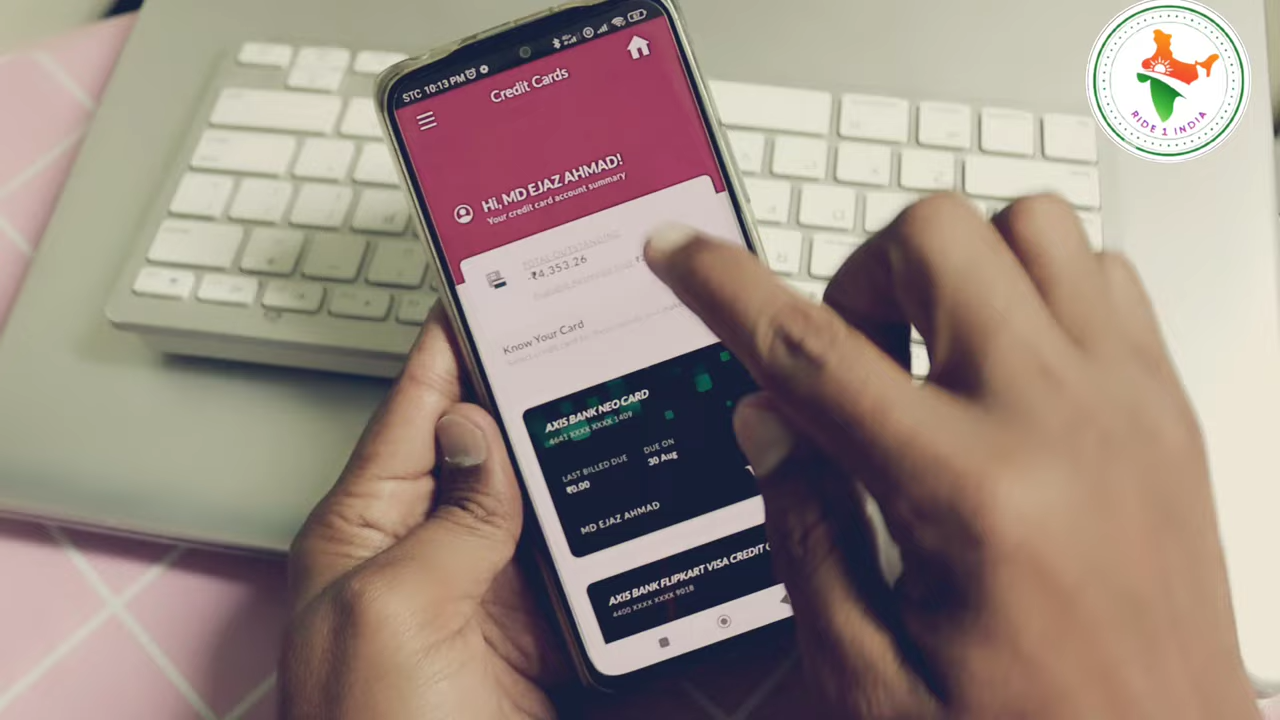 STC 10:13 PM
87
Credit Cards
Hi, MD EJAZ AHMAD!
Your credit card account summary
TOTAL OUTSTANDING
-₹4,353.26
Know Your Card
AXIS BANK NEO CARD
4641 XXXX XXXX 1409
LAST BILLED DUE
DUE ON
₹0.00
30 Aug
MD EJAZ AHMAD
AXIS BANK FLIPKART VISA CREDIT
4400 XXXX XXXX 9018
RIDE 1 INDIA